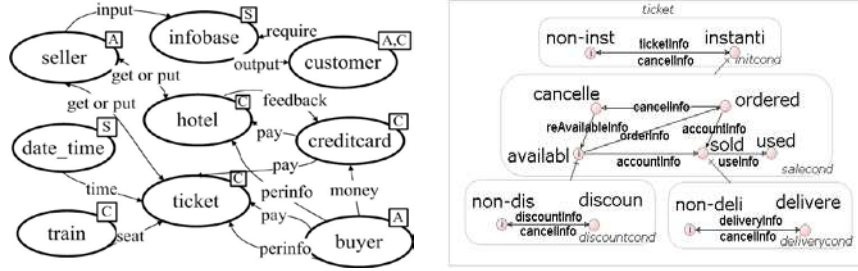 input
S
infobase
require
A
seller
A,C
customer
output
get or put
get or put
C
hotel
feedback
S
date_time
pay
C
creditcard
pay
time
C
ticket
perinfo
money
pay
C
train
seat
perinfo
A
buyer
ticket
non-inst
ticketInfo
instanti
cancelInfo
initcond
cancelle
cancelInfo
ordered
reAvailableInfo
orderInfo
accountInfo
availabl
sold
used
accountInfo
useInfo
salecond
non-dis
discoun
discountInfo
cancelInfo
discountcond
non-deli
delivere
deliveryInfo
cancelInfo
deliverycond